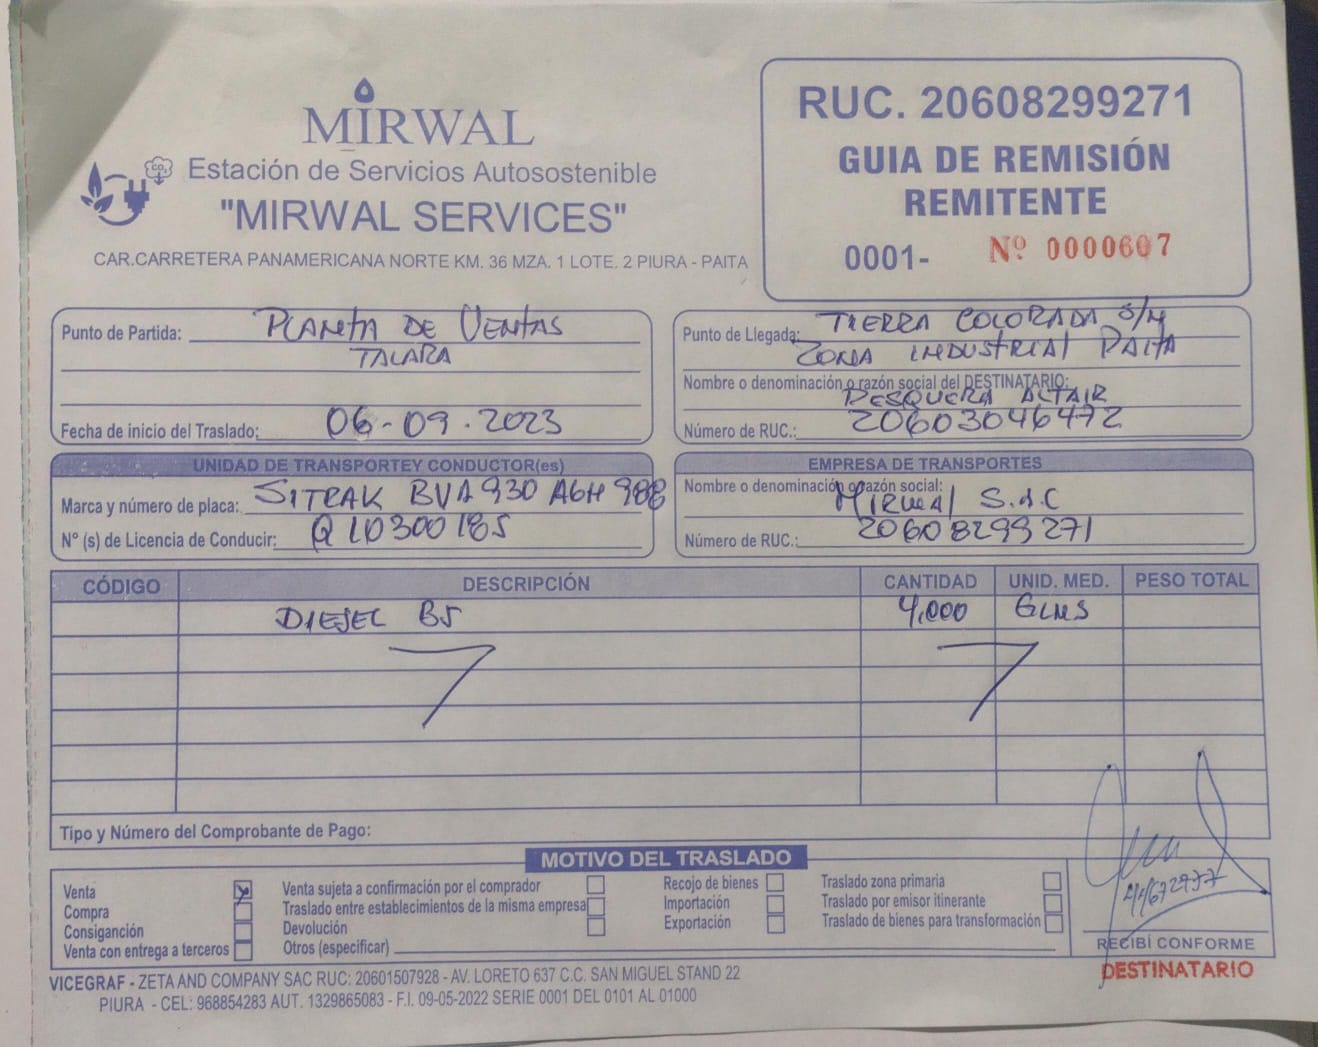 MIRWAL
Estación de Servicios Autosostenible
"MIRWAL SERVICES"
CAR.CARRETERA PANAMERICANA NORTE KM. 36 MZA. 1 LOTE. 2 PIURA - PAITA
CO2
RUC. 20608299271
GUIA DE REMISIÓN
REMITENTE
0001- Nº 0000607
Punto de Partida: PLANTA DE VENTAS
TALARA
Fecha de inicio del Traslado: 06-09.2023
Punto de Llegada: TIERRA COLORADA S/N
ZONA INDUSTRIAL PAITA
Nombre o denominación o razón social del DESTINATARIO:
PESQUERA ALTAIR
Número de RUC.: 20603046472
UNIDAD DE TRANSPORTEY CONDUCTOR(es)
Marca y número de placa: SITRAK BVA930 A6H988
N° (s) de Licencia de Conducir:
EMPRESA DE TRANSPORTES
Nombre o denominación o razón social:
MIRWAL S.A.C
Número de RUC.: 20608299271
CÓDIGO DESCRIPCIÓN CANTIDAD UNID. MED. PESO TOTAL
DIESEL B5 4,000 GLNS
Tipo y Número del Comprobante de Pago:
MOTIVO DEL TRASLADO
Venta
Compra
Consiganción
Venta con entrega a terceros
Venta sujeta a confirmación por el comprador
Traslado entre establecimientos de la misma empresa
Devolución
Otros (especificar)
Recojo de bienes
Importación
Exportación
Traslado zona primaria
Traslado por emisor itinerante
Traslado de bienes para transformación
RECIBÍ CONFORME
DESTINATARIO
VICEGRAF - ZETA AND COMPANY SAC RUC: 20601507928 - AV. LORETO 637 C.C. SAN MIGUEL STAND 22
PIURA - CEL: 968854283 AUT. 1329865083 - F.I. 09-05-2022 SERIE 0001 DEL 0101 AL 01000